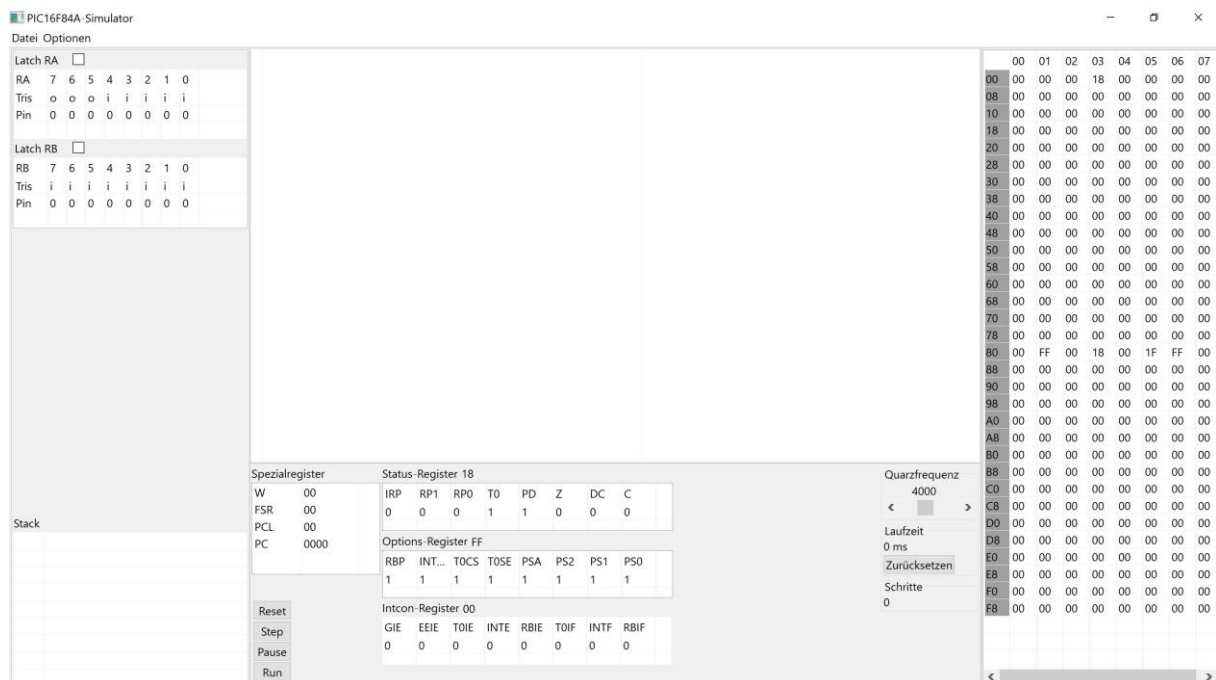 PIC16F84A-Simulator
Datei Optionen
Latch RA
RA 7 6 5 4 3 2 1 0
Tris o o o i i i i i
Pin 0 0 0 0 0 0 0 0
Latch RB
RB 7 6 5 4 3 2 1 0
Tris i i i i i i i i
Pin 0 0 0 0 0 0 0 0
Stack
Spezialregister
W 00
FSR 00
PCL 00
PC 0000
Reset
Step
Pause
Run
Status-Register 18
IRP RP1 RP0 T0 PD Z DC C
0 0 0 1 1 0 0 0
Options-Register FF
RBP INT... T0CS T0SE PSA PS2 PS1 PS0
1 1 1 1 1 1 1 1
Intcon-Register 00
GIE EEIE T0IE INTE RBIE T0IF INTF RBIF
0 0 0 0 0 0 0 0
Quarzfrequenz
4000
Laufzeit
0 ms
Zurücksetzen
Schritte
0
00 01 02 03 04 05 06 07
00 00 00 00 18 00 00 00 00
08 00 00 00 00 00 00 00 00
10 00 00 00 00 00 00 00 00
18 00 00 00 00 00 00 00 00
20 00 00 00 00 00 00 00 00
28 00 00 00 00 00 00 00 00
30 00 00 00 00 00 00 00 00
38 00 00 00 00 00 00 00 00
40 00 00 00 00 00 00 00 00
48 00 00 00 00 00 00 00 00
50 00 00 00 00 00 00 00 00
58 00 00 00 00 00 00 00 00
60 00 00 00 00 00 00 00 00
68 00 00 00 00 00 00 00 00
70 00 00 00 00 00 00 00 00
78 00 00 00 00 00 00 00 00
80 00 FF 00 18 00 1F FF 00
88 00 00 00 00 00 00 00 00
90 00 00 00 00 00 00 00 00
98 00 00 00 00 00 00 00 00
A0 00 00 00 00 00 00 00 00
A8 00 00 00 00 00 00 00 00
B0 00 00 00 00 00 00 00 00
B8 00 00 00 00 00 00 00 00
C0 00 00 00 00 00 00 00 00
C8 00 00 00 00 00 00 00 00
D0 00 00 00 00 00 00 00 00
D8 00 00 00 00 00 00 00 00
E0 00 00 00 00 00 00 00 00
E8 00 00 00 00 00 00 00 00
F0 00 00 00 00 00 00 00 00
F8 00 00 00 00 00 00 00 00